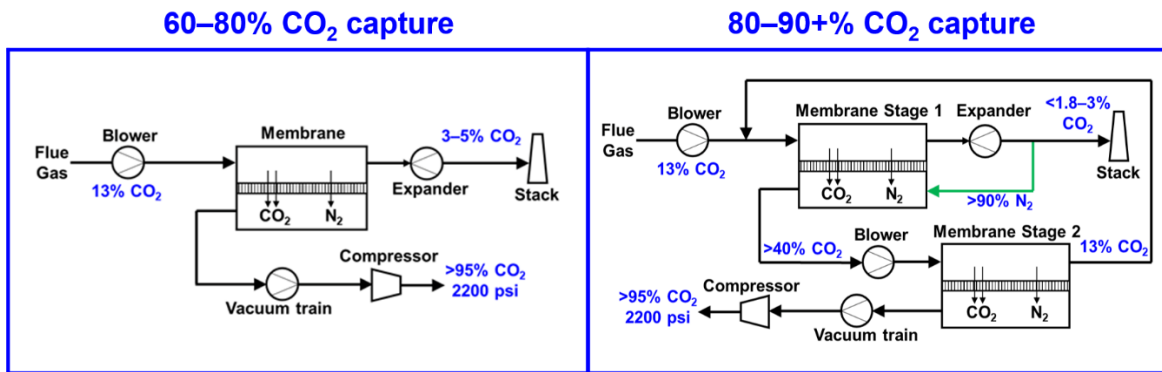 60–80% CO₂ capture
Blower
Flue
Gas
13% CO₂
Membrane
CO₂
N₂
3–5% CO₂
Expander
Stack
Vacuum train
Compressor
>95% CO₂
2200 psi
80–90+% CO₂ capture
Blower
Flue
Gas
13% CO₂
Membrane Stage 1
CO₂
N₂
Expander
<1.8–3%
CO₂
Stack
>90% N₂
>40% CO₂
Blower
Membrane Stage 2
13% CO₂
CO₂
N₂
Vacuum train
Compressor
>95% CO₂
2200 psi